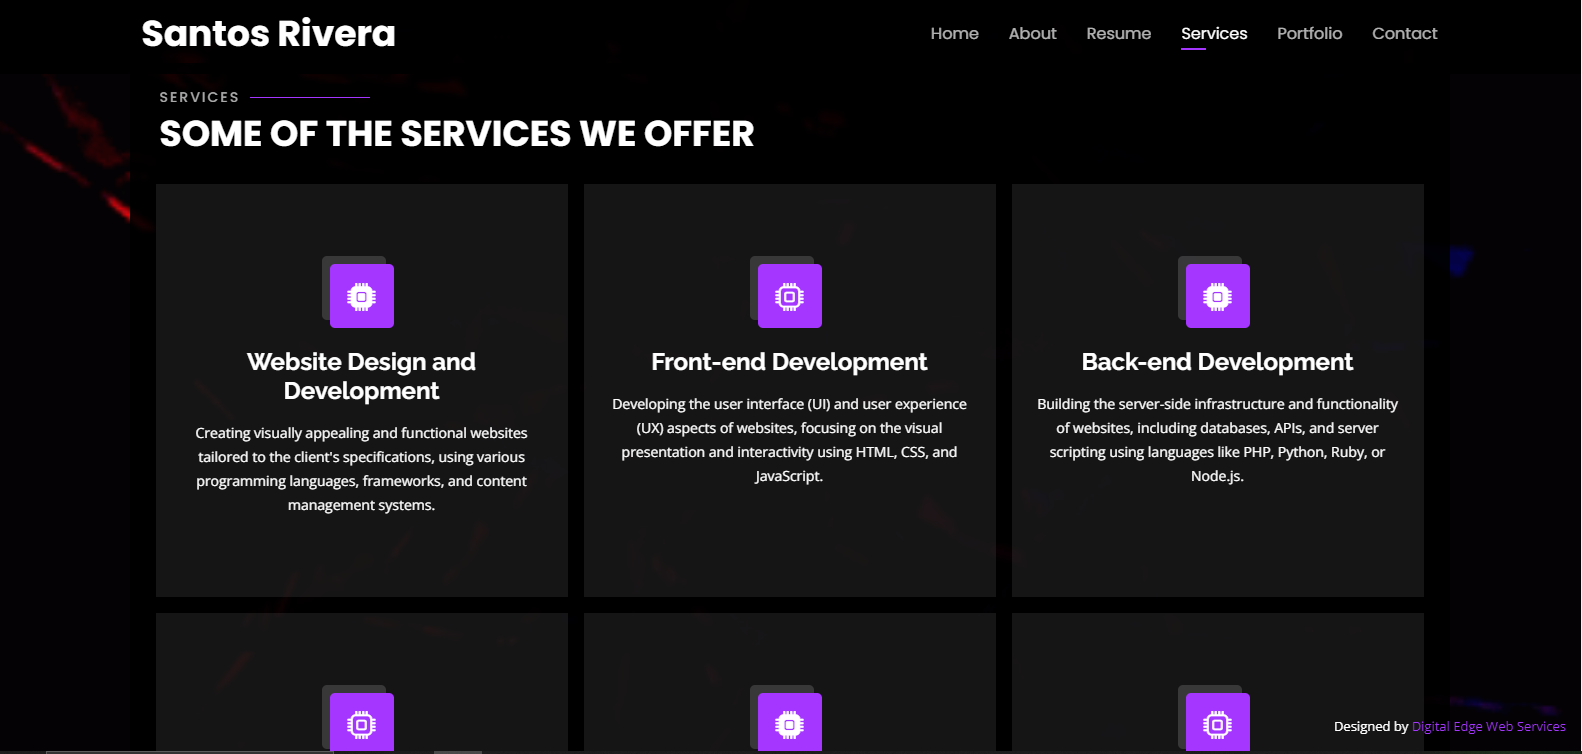 Santos Rivera
Home About Resume Services Portfolio Contact
SERVICES
SOME OF THE SERVICES WE OFFER
Website Design and
Development
Creating visually appealing and functional websites
tailored to the client's specifications, using various
programming languages, frameworks, and content
management systems.
Front-end Development
Developing the user interface (UI) and user experience
(UX) aspects of websites, focusing on the visual
presentation and interactivity using HTML, CSS, and
JavaScript.
Back-end Development
Building the server-side infrastructure and functionality
of websites, including databases, APIs, and server
scripting using languages like PHP, Python, Ruby, or
Node.js.
Designed by Digital Edge Web Services